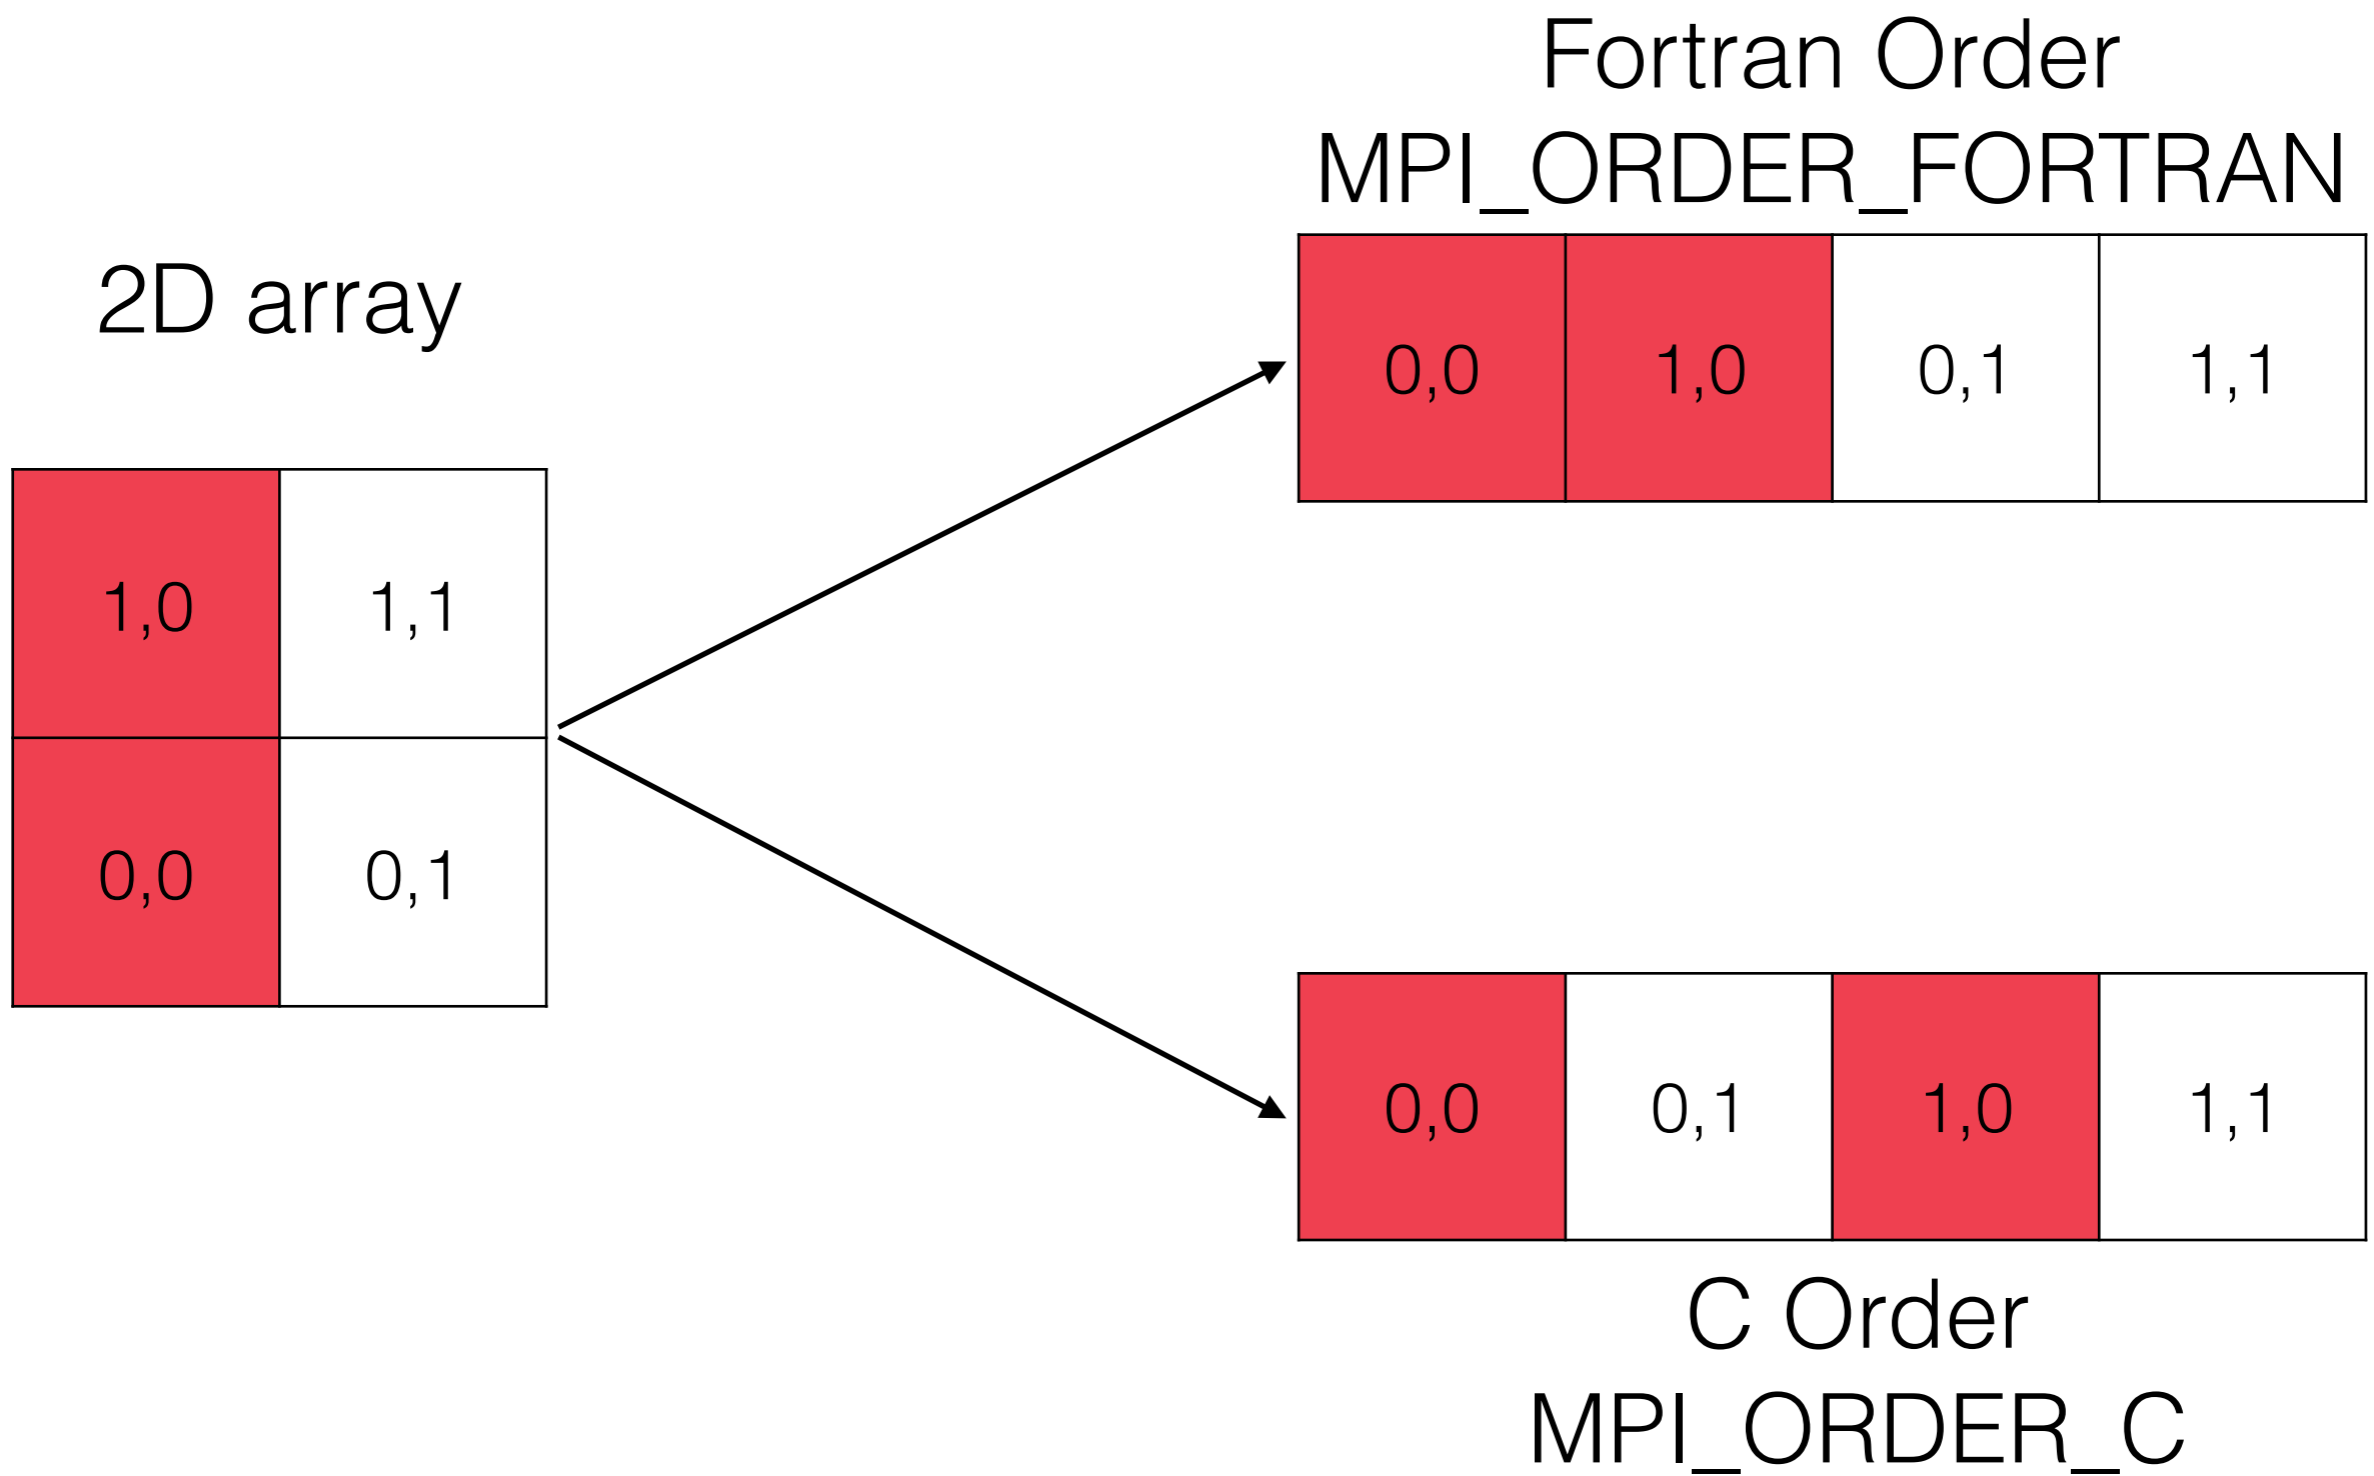 Fortran Order
MPI_ORDER_FORTRAN
2D array
0,0 1,0 0,1 1,1
1,0 1,1
0,0 0,1
0,0 0,1 1,0 1,1
C Order
MPI_ORDER_C